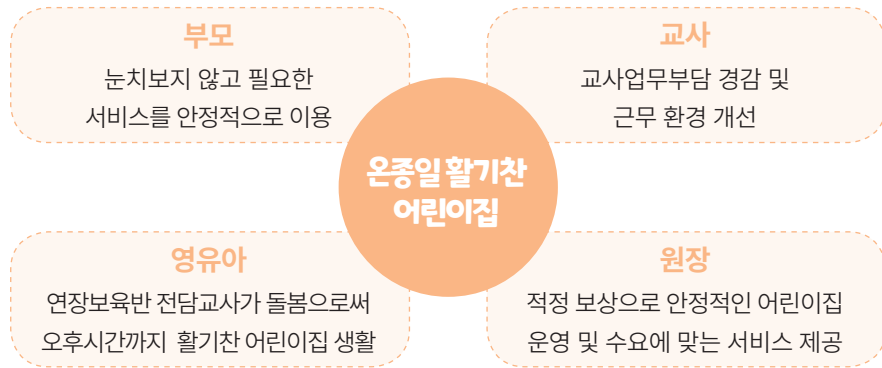 부모
눈치보지 않고 필요한
서비스를 안정적으로 이용
교사
교사업무부담 경감 및
근무 환경 개선
온종일 활기찬
어린이집
영유아
연장보육반 전담교사가 돌봄으로써
오후시간까지 활기찬 어린이집 생활
원장
적정 보상으로 안정적인 어린이집
운영 및 수요에 맞는 서비스 제공